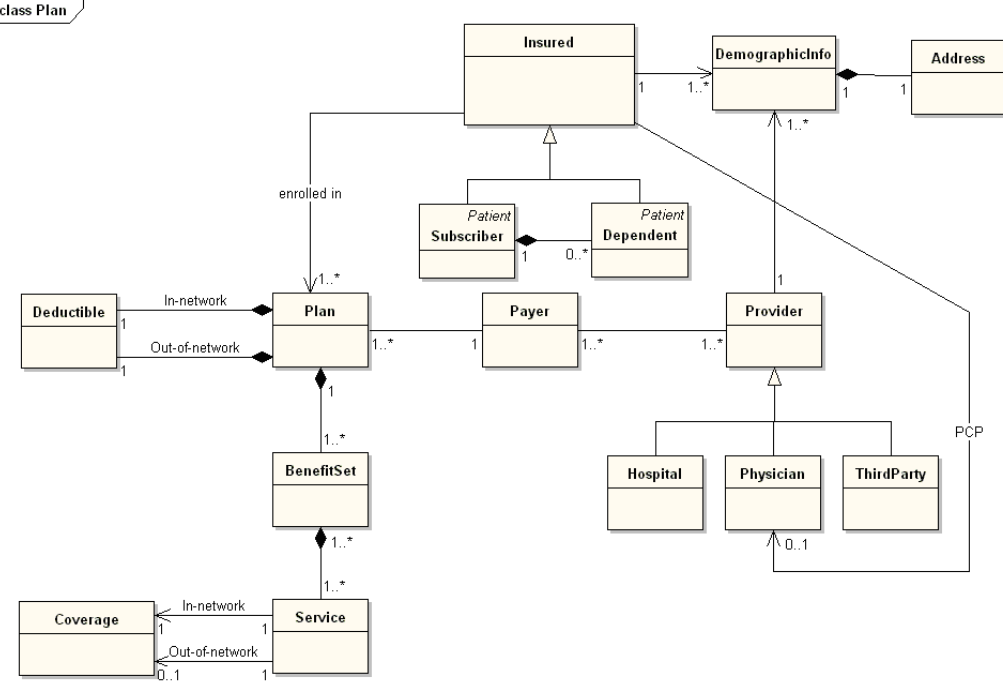 class Plan
Insured
DemographicInfo
Address
1
1..*
1
1
1..*
enrolled in
Patient
Subscriber
Patient
Dependent
1
0..*
1..*
1
Deductible
In-network
1
Out-of-network
1
Plan
1..*
1
Payer
1..*
1..*
Provider
1
1..*
PCP
BenefitSet
Hospital
Physician
ThirdParty
1..*
0..1
1..*
Coverage
In-network
1
1
Out-of-network
0..1
1
Service